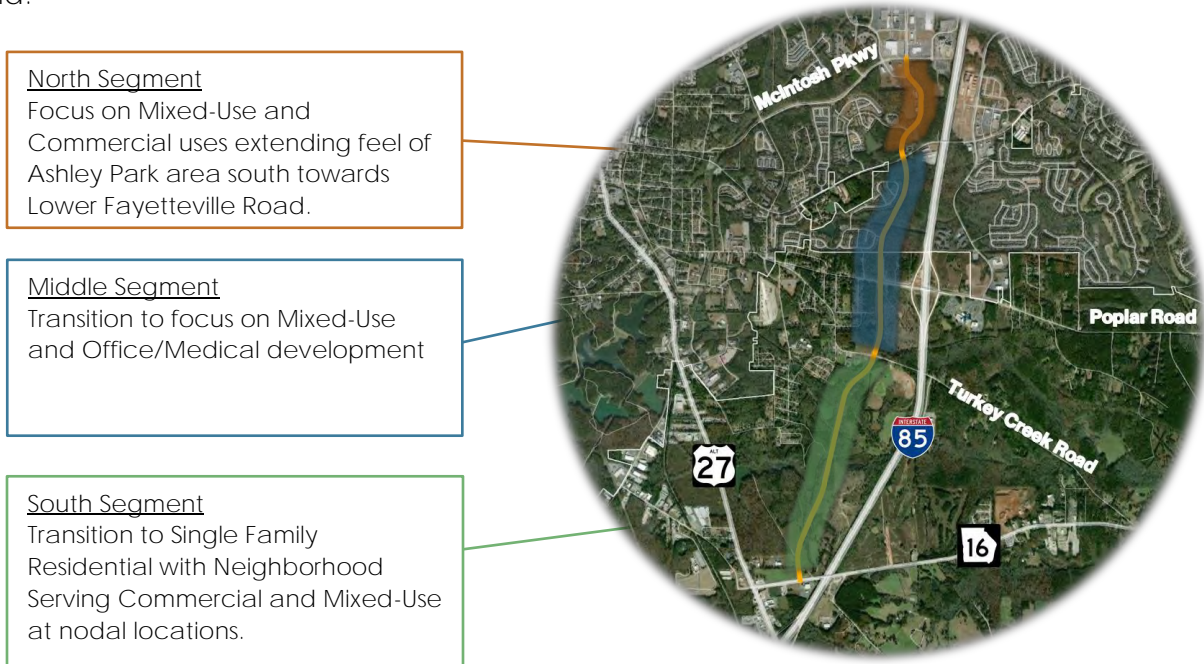 North Segment
Focus on Mixed-Use and
Commercial uses extending feel of
Ashley Park area south towards
Lower Fayetteville Road.
Middle Segment
Transition to focus on Mixed-Use
and Office/Medical development
South Segment
Transition to Single Family
Residential with Neighborhood
Serving Commercial and Mixed-Use
at nodal locations.
McIntosh Pkwy
Poplar Road
Turkey Creek Road
INTERSTATE
85
ALT
27
16